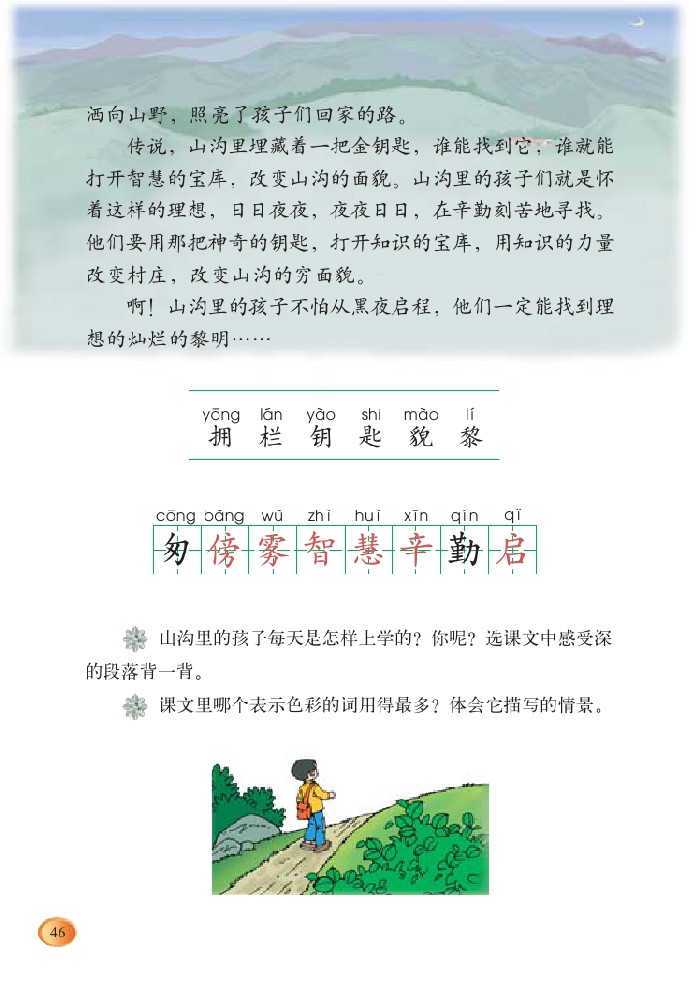 洒向山野，照亮了孩子们回家的路。
传说，山沟里埋藏着一把金钥匙，谁能找到它，谁就能
打开智慧的宝库，改变山沟的面貌。山沟里的孩子们就是怀
着这样的理想，日日夜夜，夜夜日日，在辛勤刻苦地寻找。
他们要用那把神奇的钥匙，打开知识的宝库，用知识的力量
改变村庄，改变山沟的穷面貌。
啊！山沟里的孩子不怕从黑夜启程，他们一定能找到理
想的灿烂的黎明……
yōng lán yào shi mào lí
拥 栏 钥 匙 貌 黎
cōng bàng wù zhì huì xīn qín qǐ
匆 傍 雾 智 慧 辛 勤 启
山沟里的孩子每天是怎样上学的？你呢？选课文中感受深
的段落背一背。
课文里哪个表示色彩的词用得最多？体会它描写的情景。
46